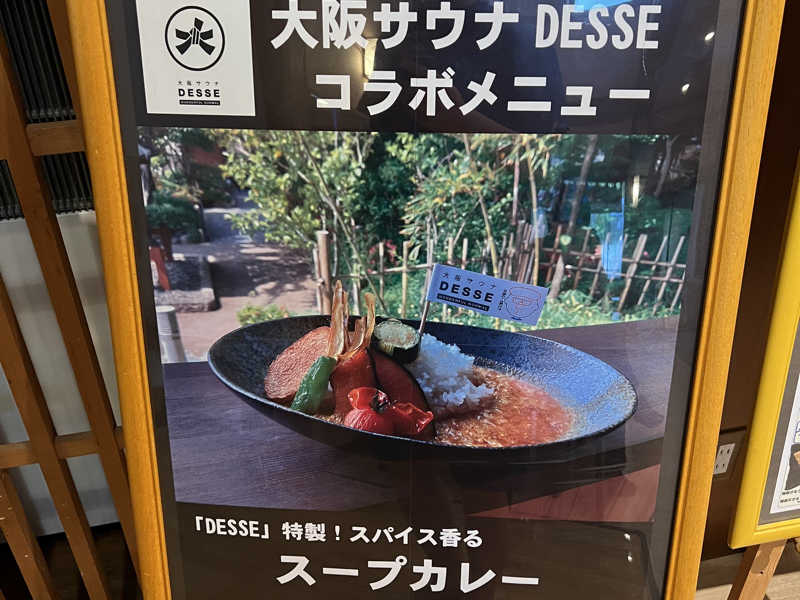 大阪サウナ DESSE
コラボメニュー
大阪サウナ
DESSE
大阪サウナ
DESSE
「DESSE」特製！スパイス香る
スープカレー